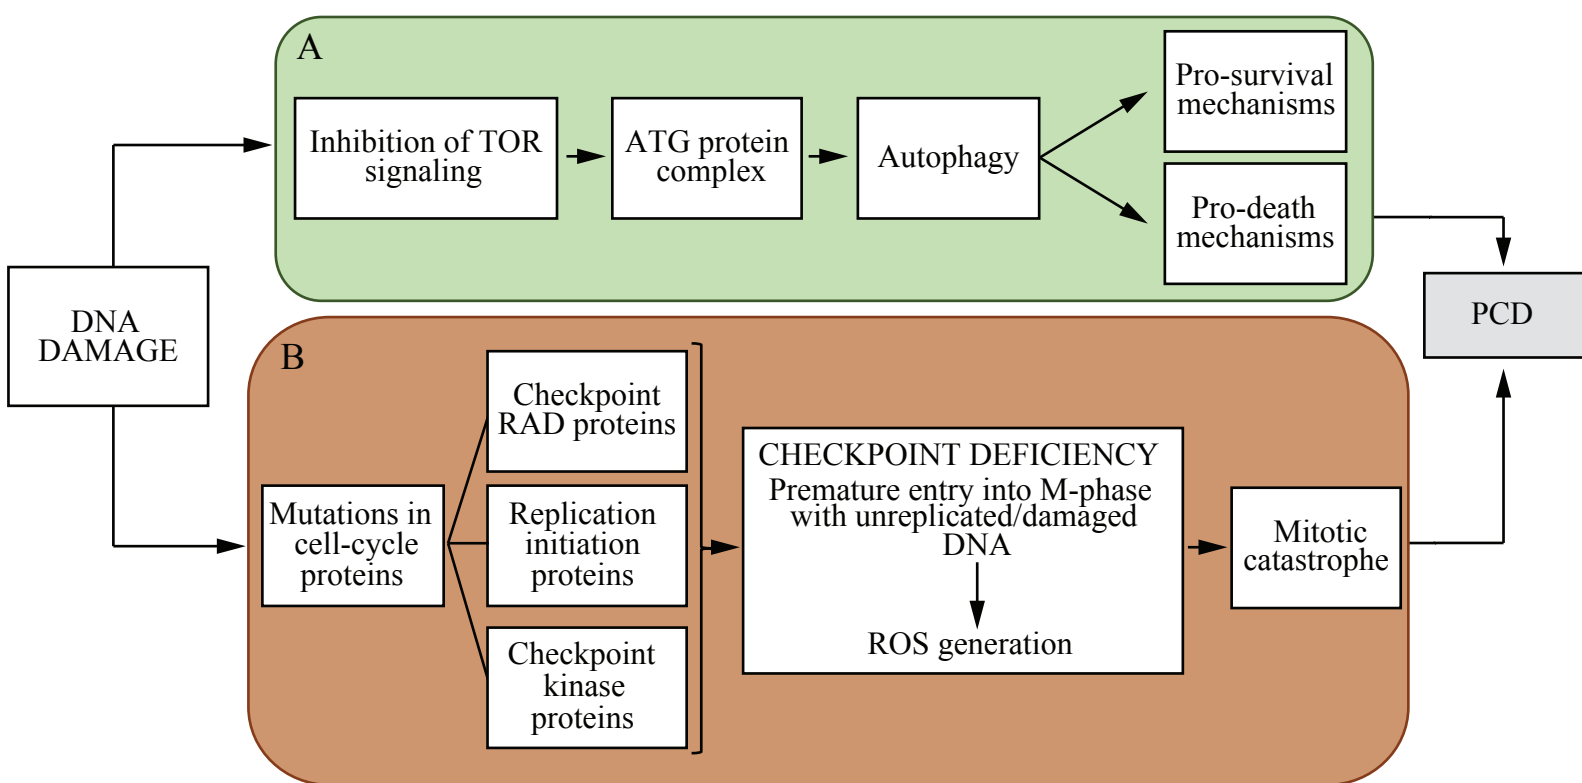 A
Inhibition of TOR
signaling
ATG protein
complex
Autophagy
Pro-survival
mechanisms
Pro-death
mechanisms
DNA
DAMAGE
PCD
B
Mutations in
cell-cycle
proteins
Checkpoint
RAD proteins
Replication
initiation
proteins
Checkpoint
kinase
proteins
CHECKPOINT DEFICIENCY
Premature entry into M-phase
with unreplicated/damaged
DNA
ROS generation
Mitotic
catastrophe